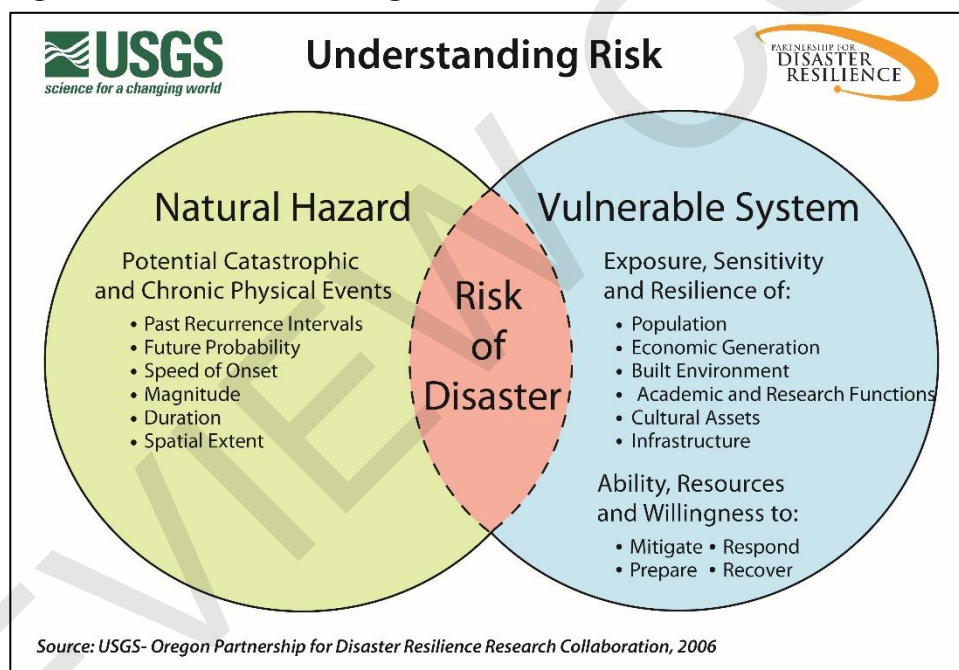 USGS
science for a changing world
Understanding Risk
PARTNERSHIP FOR
DISASTER
RESILIENCE
Natural Hazard
Potential Catastrophic
and Chronic Physical Events
• Past Recurrence Intervals
• Future Probability
• Speed of Onset
• Magnitude
• Duration
• Spatial Extent
Risk
of
Disaster
Vulnerable System
Exposure, Sensitivity
and Resilience of:
• Population
• Economic Generation
• Built Environment
• Academic and Research Functions
• Cultural Assets
• Infrastructure
Ability, Resources
and Willingness to:
• Mitigate • Respond
• Prepare • Recover
Source: USGS- Oregon Partnership for Disaster Resilience Research Collaboration, 2006